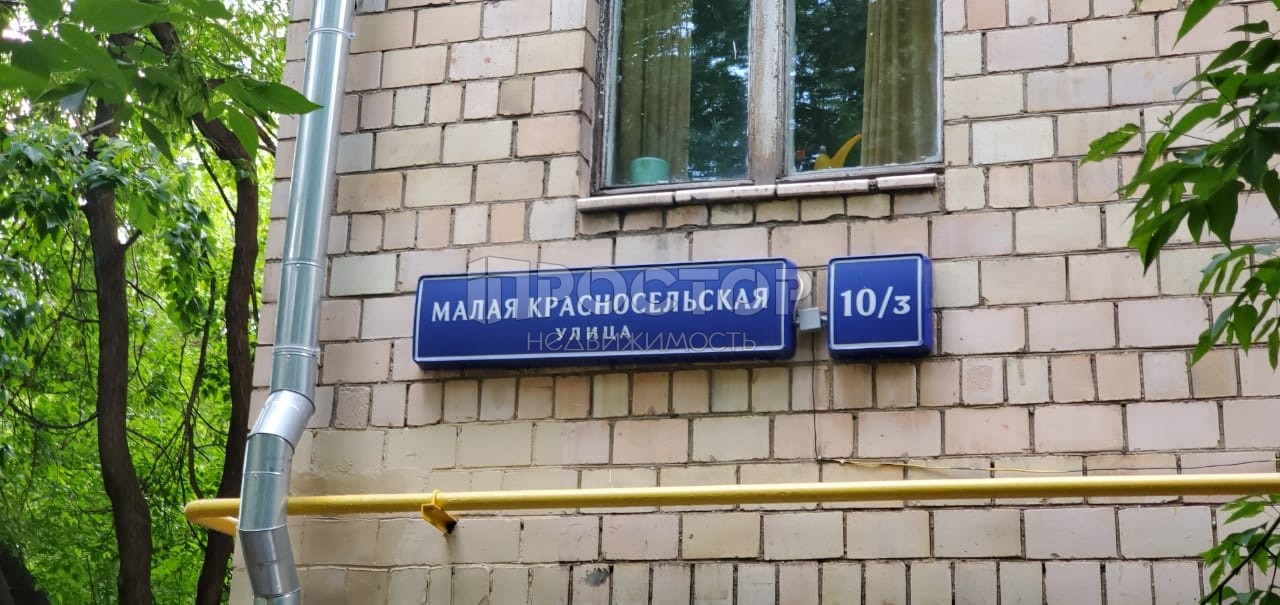 ПРОСТОР
МАЛАЯ КРАСНОСЕЛЬСКАЯ
УЛИЦА
НЕДВИЖИМОСТЬ
10/3